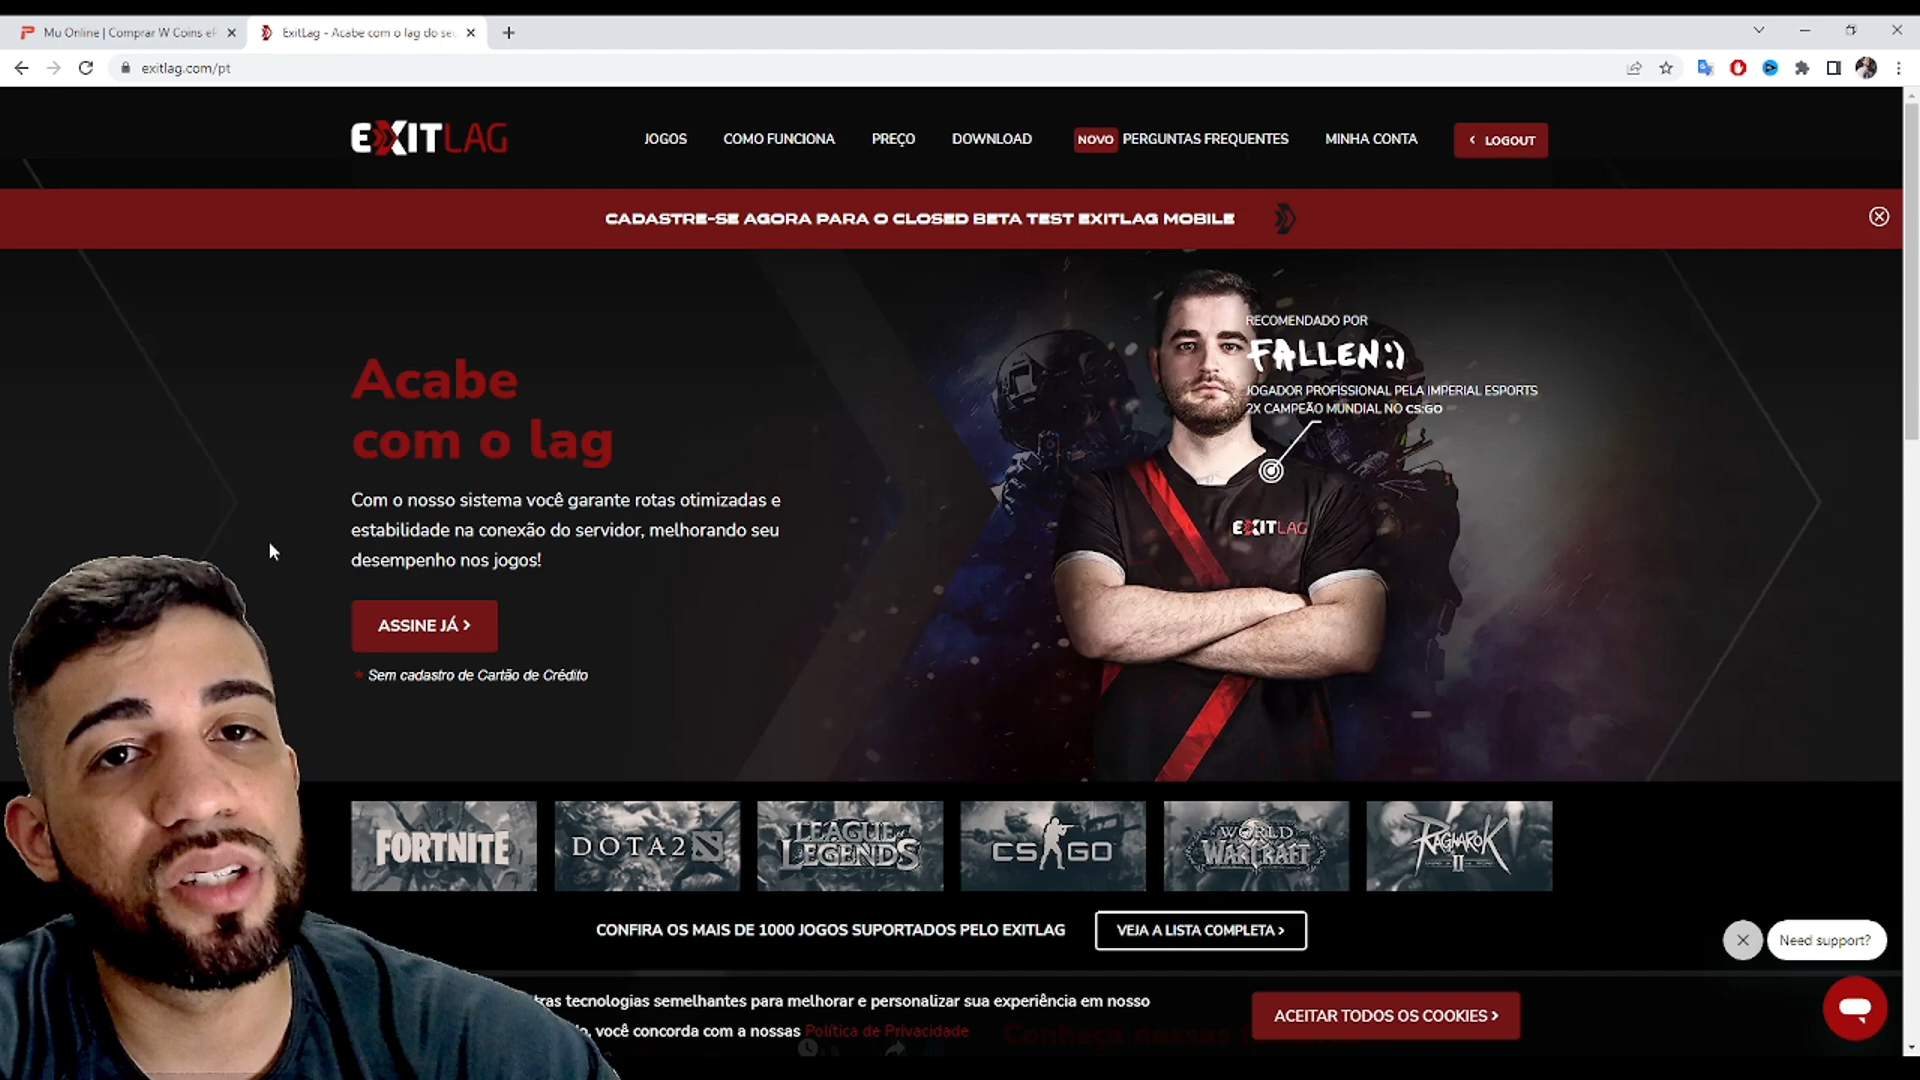 Mu Online | Comprar W Coins eP
ExitLag - Acabe com o lag do seu
exitlag.com/pt
EXITLAG
JOGOS
COMO FUNCIONA
PREÇO
DOWNLOAD
NOVO PERGUNTAS FREQUENTES
MINHA CONTA
LOGOUT
CADASTRE-SE AGORA PARA O CLOSED BETA TEST EXITLAG MOBILE
RECOMENDADO POR
FALLEN:)
JOGADOR PROFISSIONAL PELA IMPERIAL ESPORTS
2X CAMPEÃO MUNDIAL NO CS:GO
Acabe
com o lag
Com o nosso sistema você garante rotas otimizadas e
estabilidade na conexão do servidor, melhorando seu
desempenho nos jogos!
ASSINE JÁ >
* Sem cadastro de Cartão de Crédito
EXITLAG
FORTNITE
DOTA2
LEAGUE OF LEGENDS
CS GO
WORLD OF WARCRAFT
RAGNAROK II
CONFIRA OS MAIS DE 1000 JOGOS SUPORTADOS PELO EXITLAG
VEJA A LISTA COMPLETA >
Need support?
tras tecnologias semelhantes para melhorar e personalizar sua experiência em nosso
o, você concorda com a nossas Política de Privacidade
ACEITAR TODOS OS COOKIES >